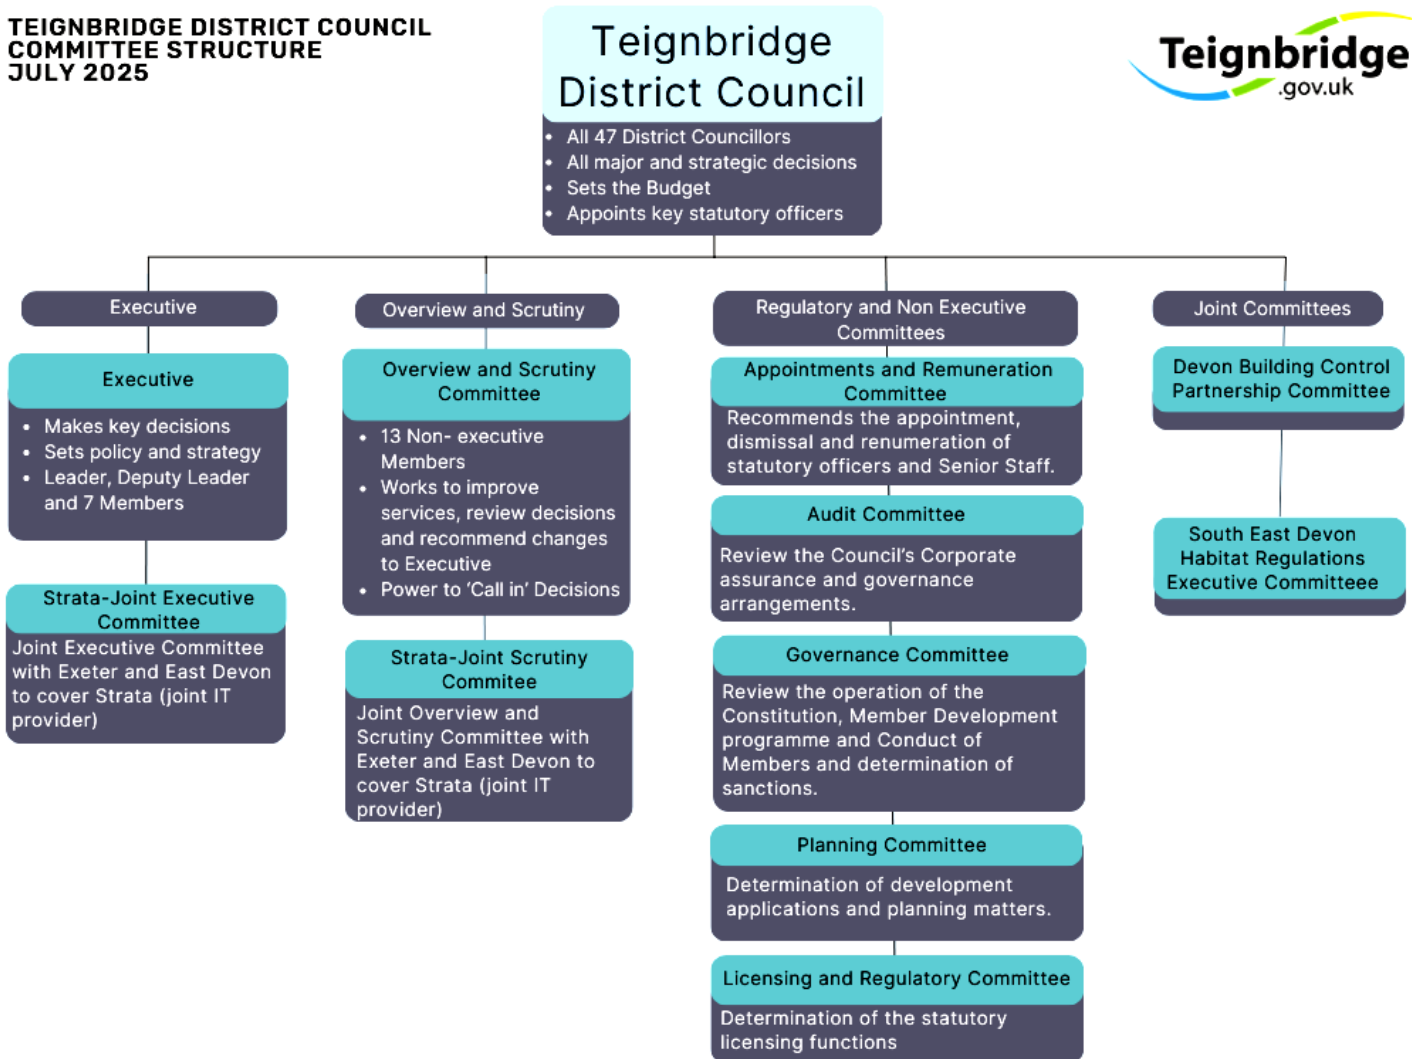 TEIGNBRIDGE DISTRICT COUNCIL
COMMITTEE STRUCTURE
JULY 2025
Teignbridge
District Council
• All 47 District Councillors
• All major and strategic decisions
• Sets the Budget
• Appoints key statutory officers
Teignbridge
.gov.uk
Executive
Executive
• Makes key decisions
• Sets policy and strategy
• Leader, Deputy Leader
and 7 Members
Strata-Joint Executive
Committee
Joint Executive Committee
with Exeter and East Devon
to cover Strata (joint IT
provider)
Overview and Scrutiny
Overview and Scrutiny
Committee
• 13 Non- executive
Members
• Works to improve
services, review decisions
and recommend changes
to Executive
• Power to ‘Call in’ Decisions
Strata-Joint Scrutiny
Commitee
Joint Overview and
Scrutiny Committee with
Exeter and East Devon to
cover Strata (joint IT
provider)
Regulatory and Non Executive
Committees
Appointments and Remuneration
Committee
Recommends the appointment,
dismissal and renumeration of
statutory officers and Senior Staff.
Audit Committee
Review the Council’s Corporate
assurance and governance
arrangements.
Governance Committee
Review the operation of the
Constitution, Member Development
programme and Conduct of
Members and determination of
sanctions.
Planning Committee
Determination of development
applications and planning matters.
Licensing and Regulatory Committee
Determination of the statutory
licensing functions
Joint Committees
Devon Building Control
Partnership Committee
South East Devon
Habitat Regulations
Executive Committeee